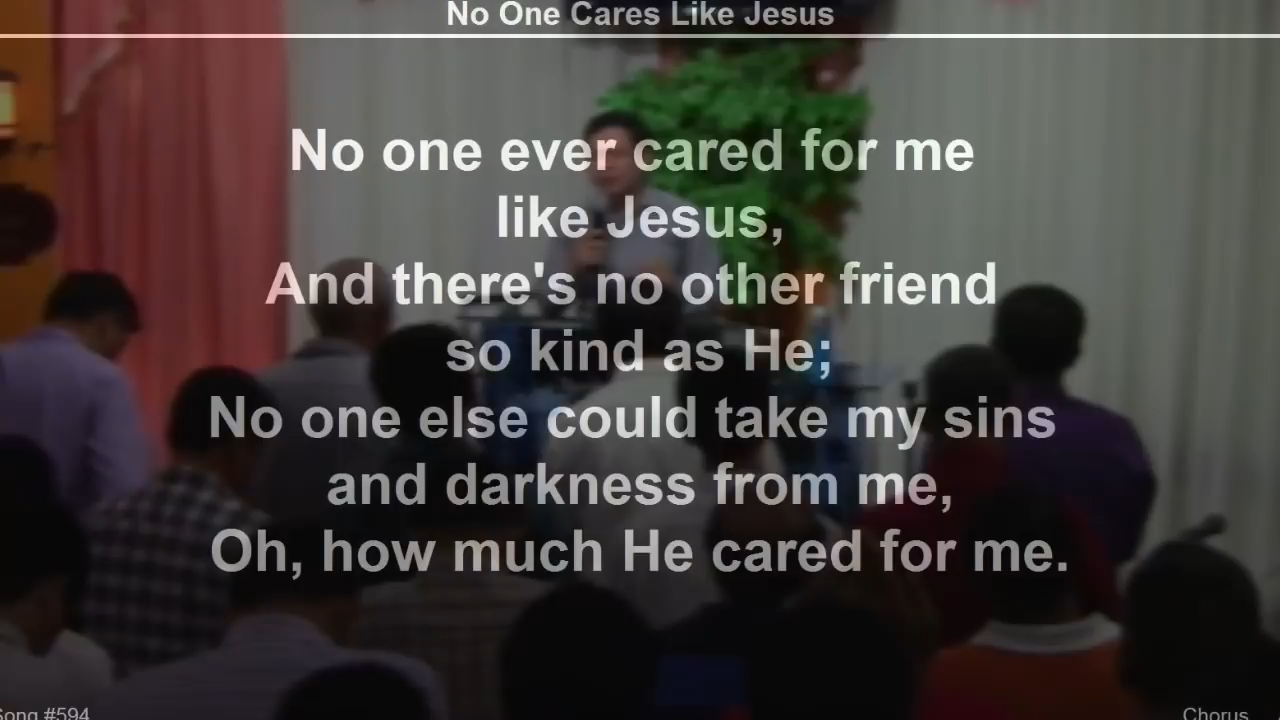 No One Cares Like Jesus
No one ever cared for me
like Jesus,
And there's no other friend
so kind as He;
No one else could take my sins
and darkness from me,
Oh, how much He cared for me.
Song #594
Chorus